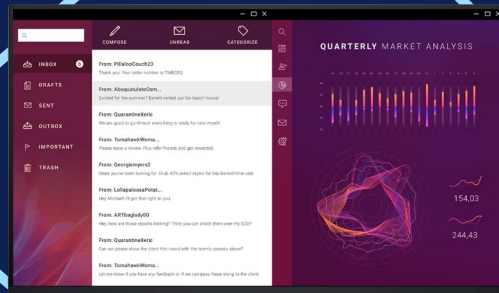 COMPOSE
UNREAD
CATEGORIZE
INBOX 6
DRAFTS
SENT
OUTBOX
IMPORTANT
TRASH
From: PillalooCouch23
Thank you! Your order number is
From: AbsquatulateOom...
Excited for the summer? Barrett rented our fav beach house!
From: QuarantineXeric
We are good to go-Almost everything is ready for next month
From: TomahawkWoma...
Please leave a review. Plus refer friends and get rewarded.
From: Georgiemyers2
Deals you've been looking for. Grab 40% select styles for this limited-time sale.
From: LollapaloosaPotat...
Hey Michael! I'll get that right to you.
From: ARTbaglady00
Hey, how are those reports looking? Think you can shoot them over my EOD?
From: QuarantineXeric
Can we please show the client this round with the team's tweaks above?
From: TomahawkWoma...
Let me know if you have any feedback or if we can pass these along to the client
QUARTERLY MARKET ANALYSIS
154,03
244,43